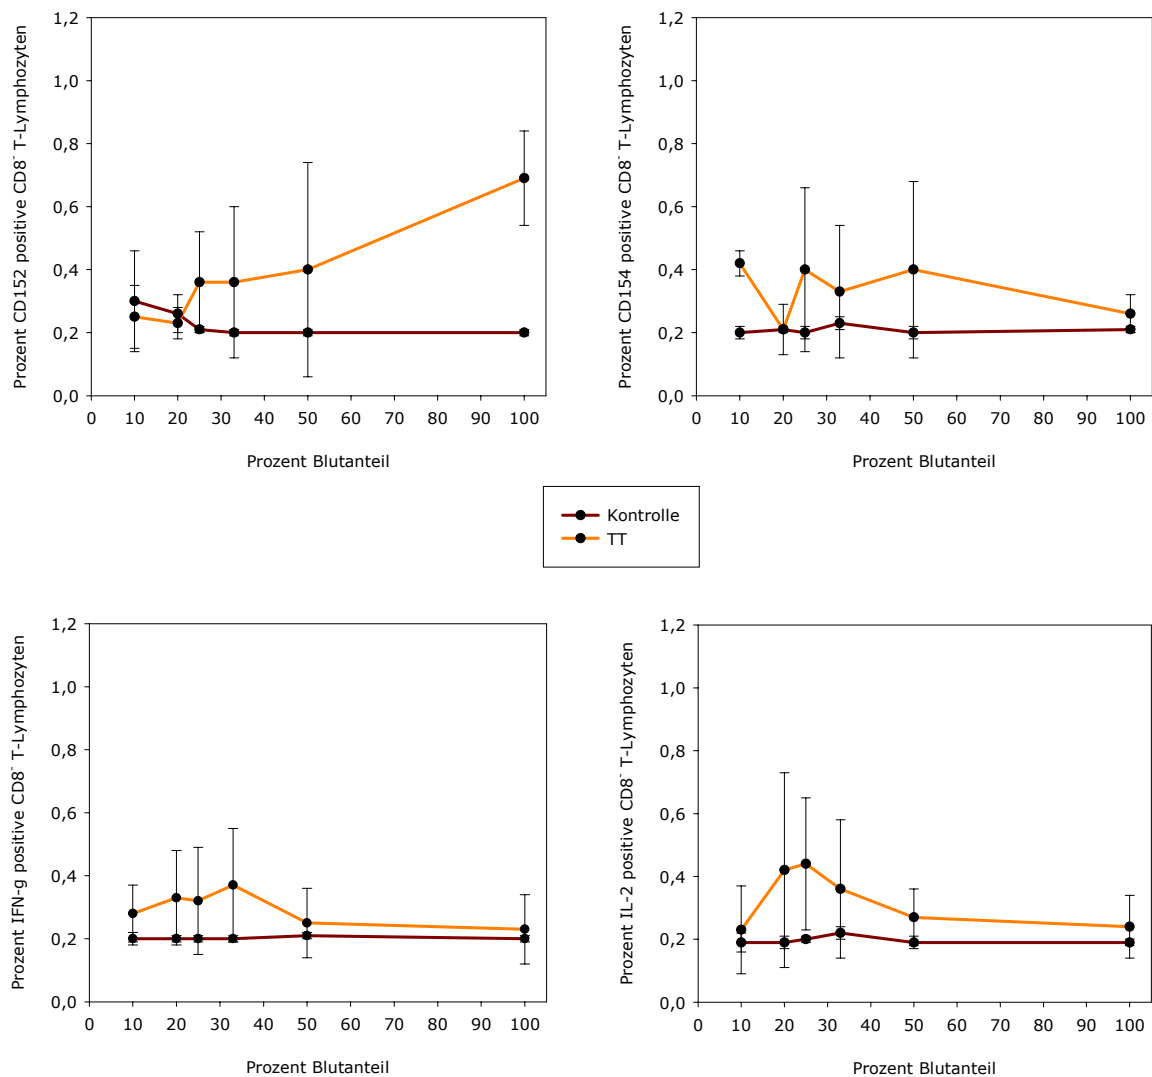 Prozent CD152 positive CD8⁻ T-Lymphozyten
1,2
1,0
0,8
0,6
0,4
0,2
0,0
0 10 20 30 40 50 60 70 80 90 100
Prozent Blutanteil
Prozent CD154 positive CD8⁻ T-Lymphozyten
1,2
1,0
0,8
0,6
0,4
0,2
0,0
0 10 20 30 40 50 60 70 80 90 100
Prozent Blutanteil
Kontrolle
TT
Prozent IFN-g positive CD8⁻ T-Lymphozyten
1,2
1,0
0,8
0,6
0,4
0,2
0,0
0 10 20 30 40 50 60 70 80 90 100
Prozent Blutanteil
Prozent IL-2 positive CD8⁻ T-Lymphozyten
1,2
1,0
0,8
0,6
0,4
0,2
0,0
0 10 20 30 40 50 60 70 80 90 100
Prozent Blutanteil